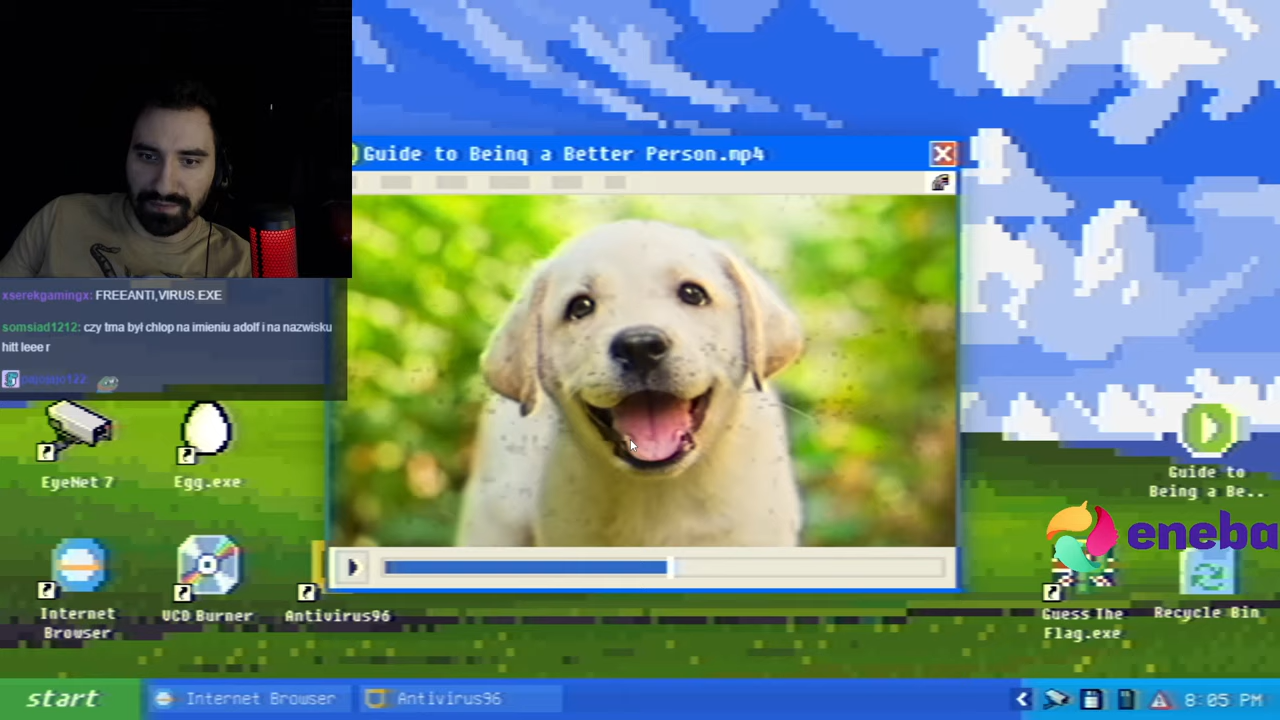 Guide to Being a Better Person.mp4
xserekgamingx: FREEANTI,VIRUS.EXE
somsiad1212: czy tma był chlop na imieniu adolf i na nazwisku
hitt leee r
EyeNet 7
Egg.exe
Guide to
Being a Be..
eneba
Internet
Browser
VCD Burner
Antivirus96
Guess The
Flag.exe
Recycle Bin
start
Internet Browser
Antivirus96
8:05 PM